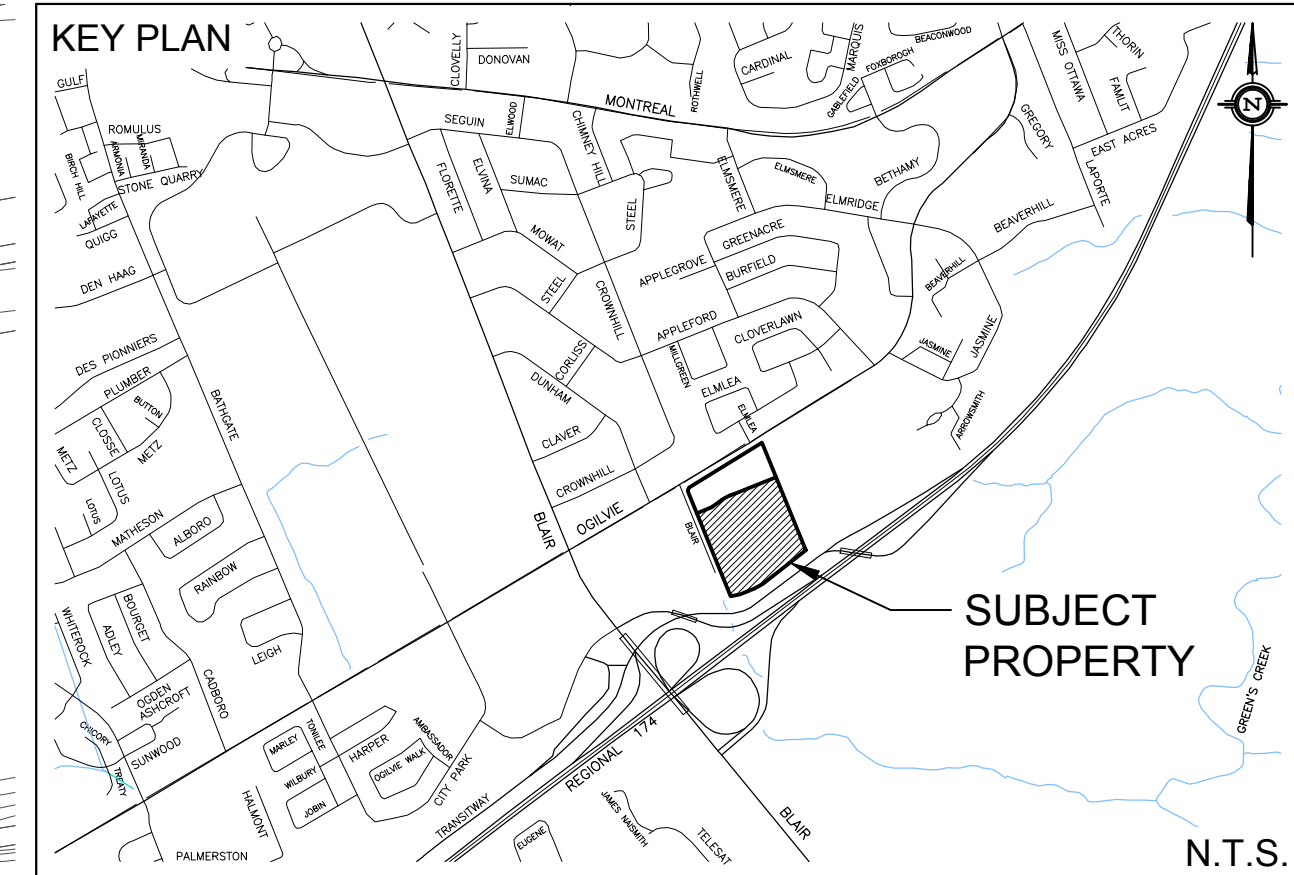 KEY PLAN
CLOVELLY
DONOVAN
ROTHWELL
CARDINAL
MARQUIS
BEACONWOOD
FOXBOROGH
GABLEFIELD
MISS OTTAWA
THORIN
FAMLIT
N
GULF
ROMULUS
ARMONIA
MIRANDA
BIRCH HILL
STONE QUARRY
LAFAYETTE
QUIGG
DEN HAAG
SEGUIN
ELWOOD
MONTREAL
CHIMNEY HILL
FLORETTE
ELVINA
SUMAC
STEEL
MOWAT
STEEL
ELMSMERE
ELMSMERE
BETHAMY
ELMRIDGE
GREGORY
EAST ACRES
LAPORTE
BEAVERHILL
GREENACRE
APPLEGROVE
BURFIELD
BEAVERHILL
CROWNHILL
APPLEFORD
CLOVERLAWN
JASMINE
JASMINE
MILLGREEN
CORLISS
DUNHAM
ELMLEA
ELMLEA
ARROWSMITH
CLAVER
CROWNHILL
DES PIONNIERS
PLUMBER
BUTTON
BATHGATE
CLOSSE
METZ
METZ
LOTUS
LOTUS
MATHESON
ALBORO
RAINBOW
BLAIR
OGILVIE
BLAIR
SUBJECT
PROPERTY
WHITEROCK
BOURGET
ADLEY
LEIGH
OGDEN
ASHCROFT
CADBORO
CHICORY
SUNWOOD
TREATY
MARLEY
TONILEE
HARPER
AMBASSADOR
OGILVIE WALK
WILBURY
JOBIN
CITY PARK
HALMONT
PALMERSTON
TRANSITWAY
REGIONAL 174
EUGENE
JAMES NAISMITH
TELESAT
BLAIR
GREEN'S CREEK
N.T.S.